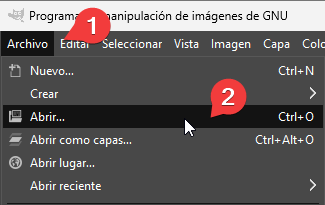 Programa manipulación de imágenes de GNU
Archivo Editar Seleccionar Vista Imagen Capa
1
Nuevo... Ctrl+N
Crear
2
Abrir... Ctrl+O
Abrir como capas... Ctrl+Alt+O
Abrir lugar...
Abrir reciente